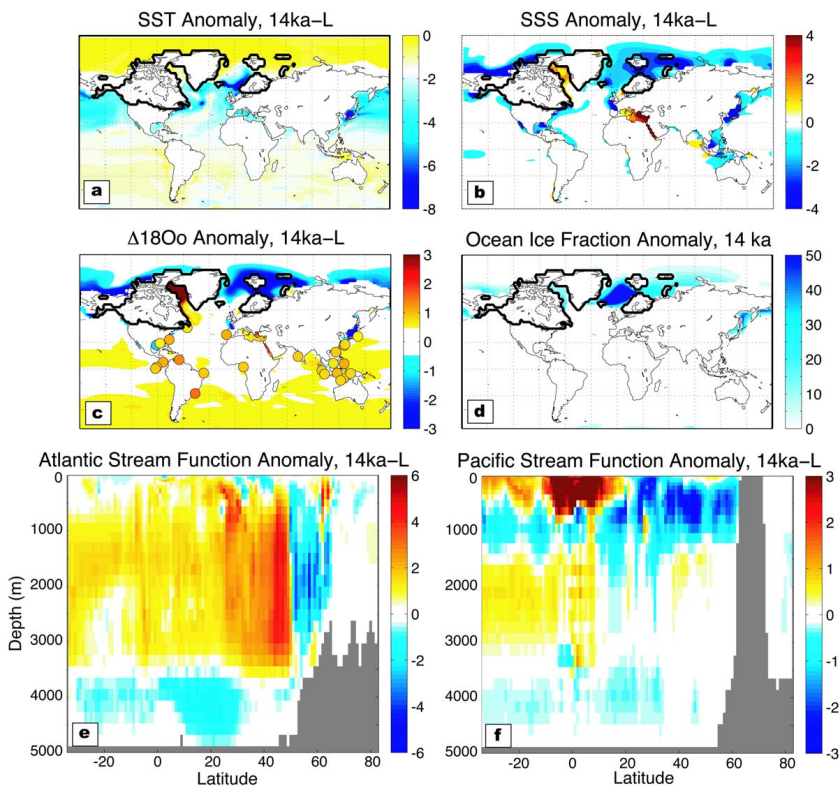 SST Anomaly, 14ka-L
SSS Anomaly, 14ka-L
0
-2
-4
-6
-8
a
4
2
0
-2
-4
b
Δ18Oo Anomaly, 14ka-L
Ocean Ice Fraction Anomaly, 14 ka
3
2
1
0
-1
-2
-3
c
50
40
30
20
10
0
d
Atlantic Stream Function Anomaly, 14ka-L
Pacific Stream Function Anomaly, 14ka-L
0
1000
2000
3000
4000
5000
Depth (m)
-20 0 20 40 60 80
Latitude
e
6
4
2
0
-2
-4
-6
0
1000
2000
3000
4000
5000
-20 0 20 40 60 80
Latitude
f
3
2
1
0
-1
-2
-3